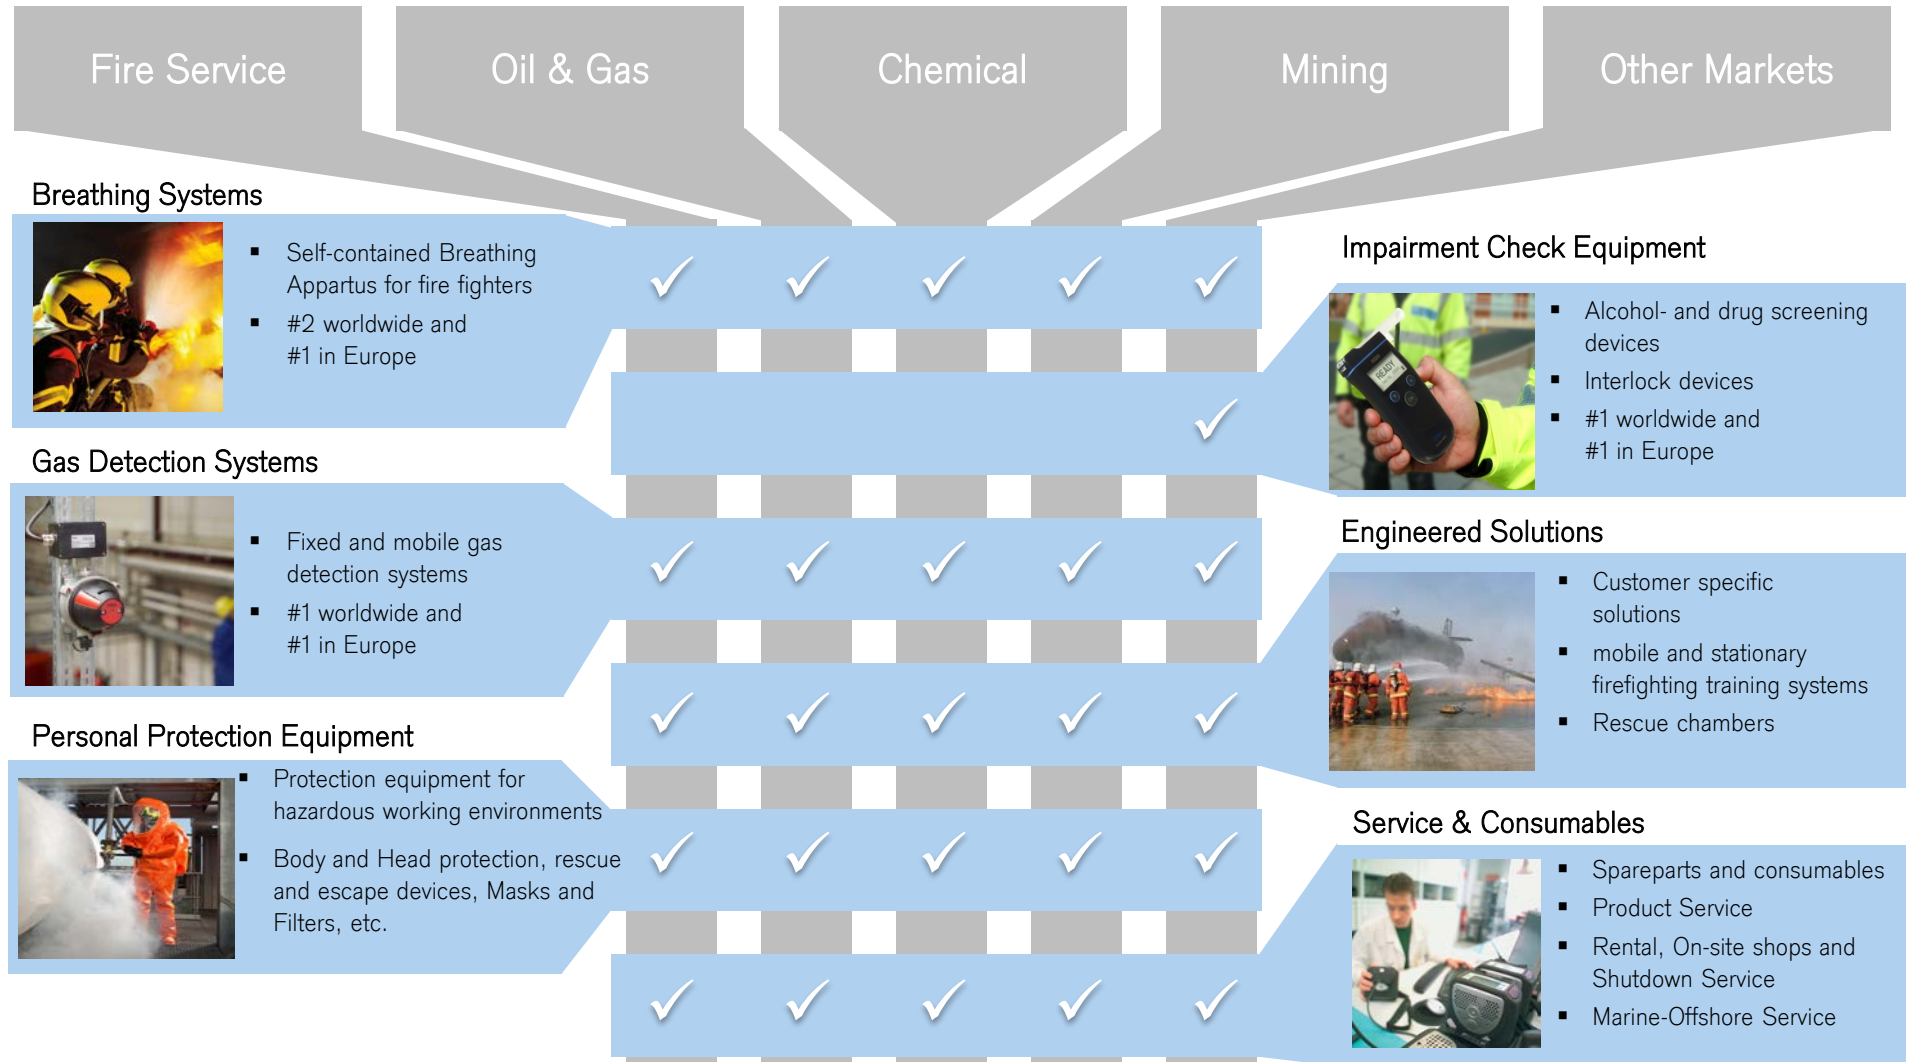 Fire Service
Oil & Gas
Chemical
Mining
Other Markets
Breathing Systems
▪ Self-contained Breathing
Appartus for fire fighters
▪ #2 worldwide and
#1 in Europe
Gas Detection Systems
▪ Fixed and mobile gas
detection systems
▪ #1 worldwide and
#1 in Europe
Personal Protection Equipment
▪ Protection equipment for
hazardous working environments
▪ Body and Head protection, rescue
and escape devices, Masks and
Filters, etc.
Impairment Check Equipment
READY
▪ Alcohol- and drug screening
devices
▪ Interlock devices
▪ #1 worldwide and
#1 in Europe
Engineered Solutions
▪ Customer specific
solutions
▪ mobile and stationary
firefighting training systems
▪ Rescue chambers
Service & Consumables
▪ Spareparts and consumables
▪ Product Service
▪ Rental, On-site shops and
Shutdown Service
▪ Marine-Offshore Service